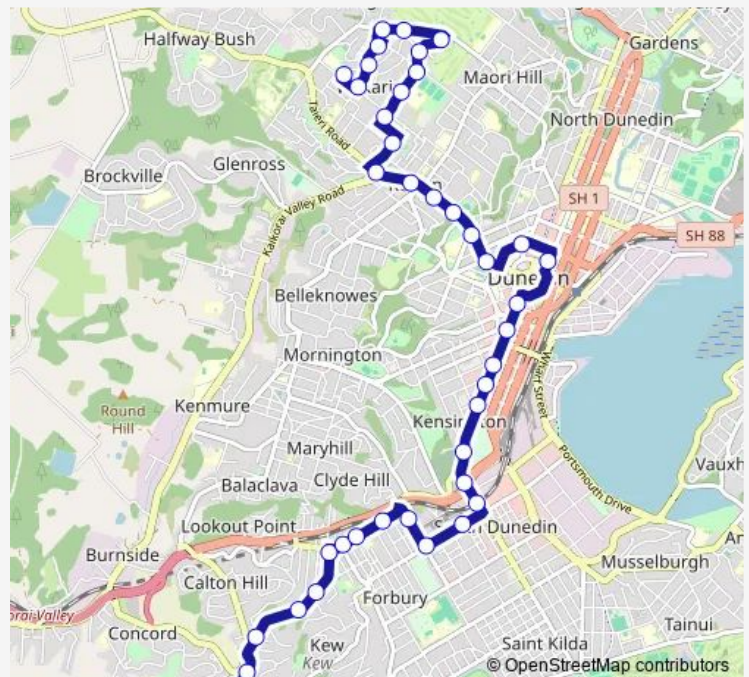 Halfway Bush
Gardens
Maori Hill
Taieri Road
North Dunedin
Glenross
Brockville
SH 1
Kaikorai Valley Road
SH 88
Belleknowes
Mornington
Wharf Street
Round
Hill
Kenmure
Maryhill
Portsmouth Drive
Clyde Hill
Balaclava
Lookout Point
Dunedin
Burnside
Musselburgh
Calton Hill
Forbury
Concord
Tainui
Saint Kilda
Kew
Kew
© OpenStreetMap contributors